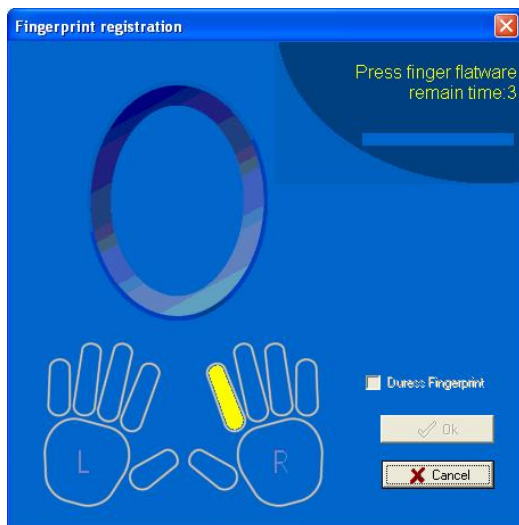 Fingerprint registration
Press finger flatware
remain time:3
L
R
Duress Fingerprint
Ok
Cancel